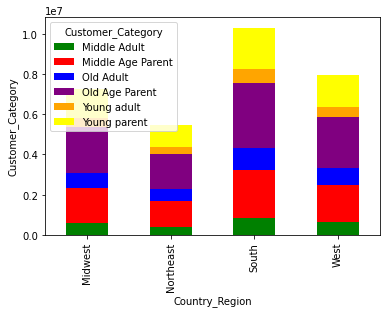 1e7
Customer_Category
Middle Adult
Middle Age Parent
Old Adult
Old Age Parent
Young adult
Young parent
1.0
0.8
0.6
0.4
0.2
0.0
Customer_Category
Midwest
Northeast
South
West
Country_Region